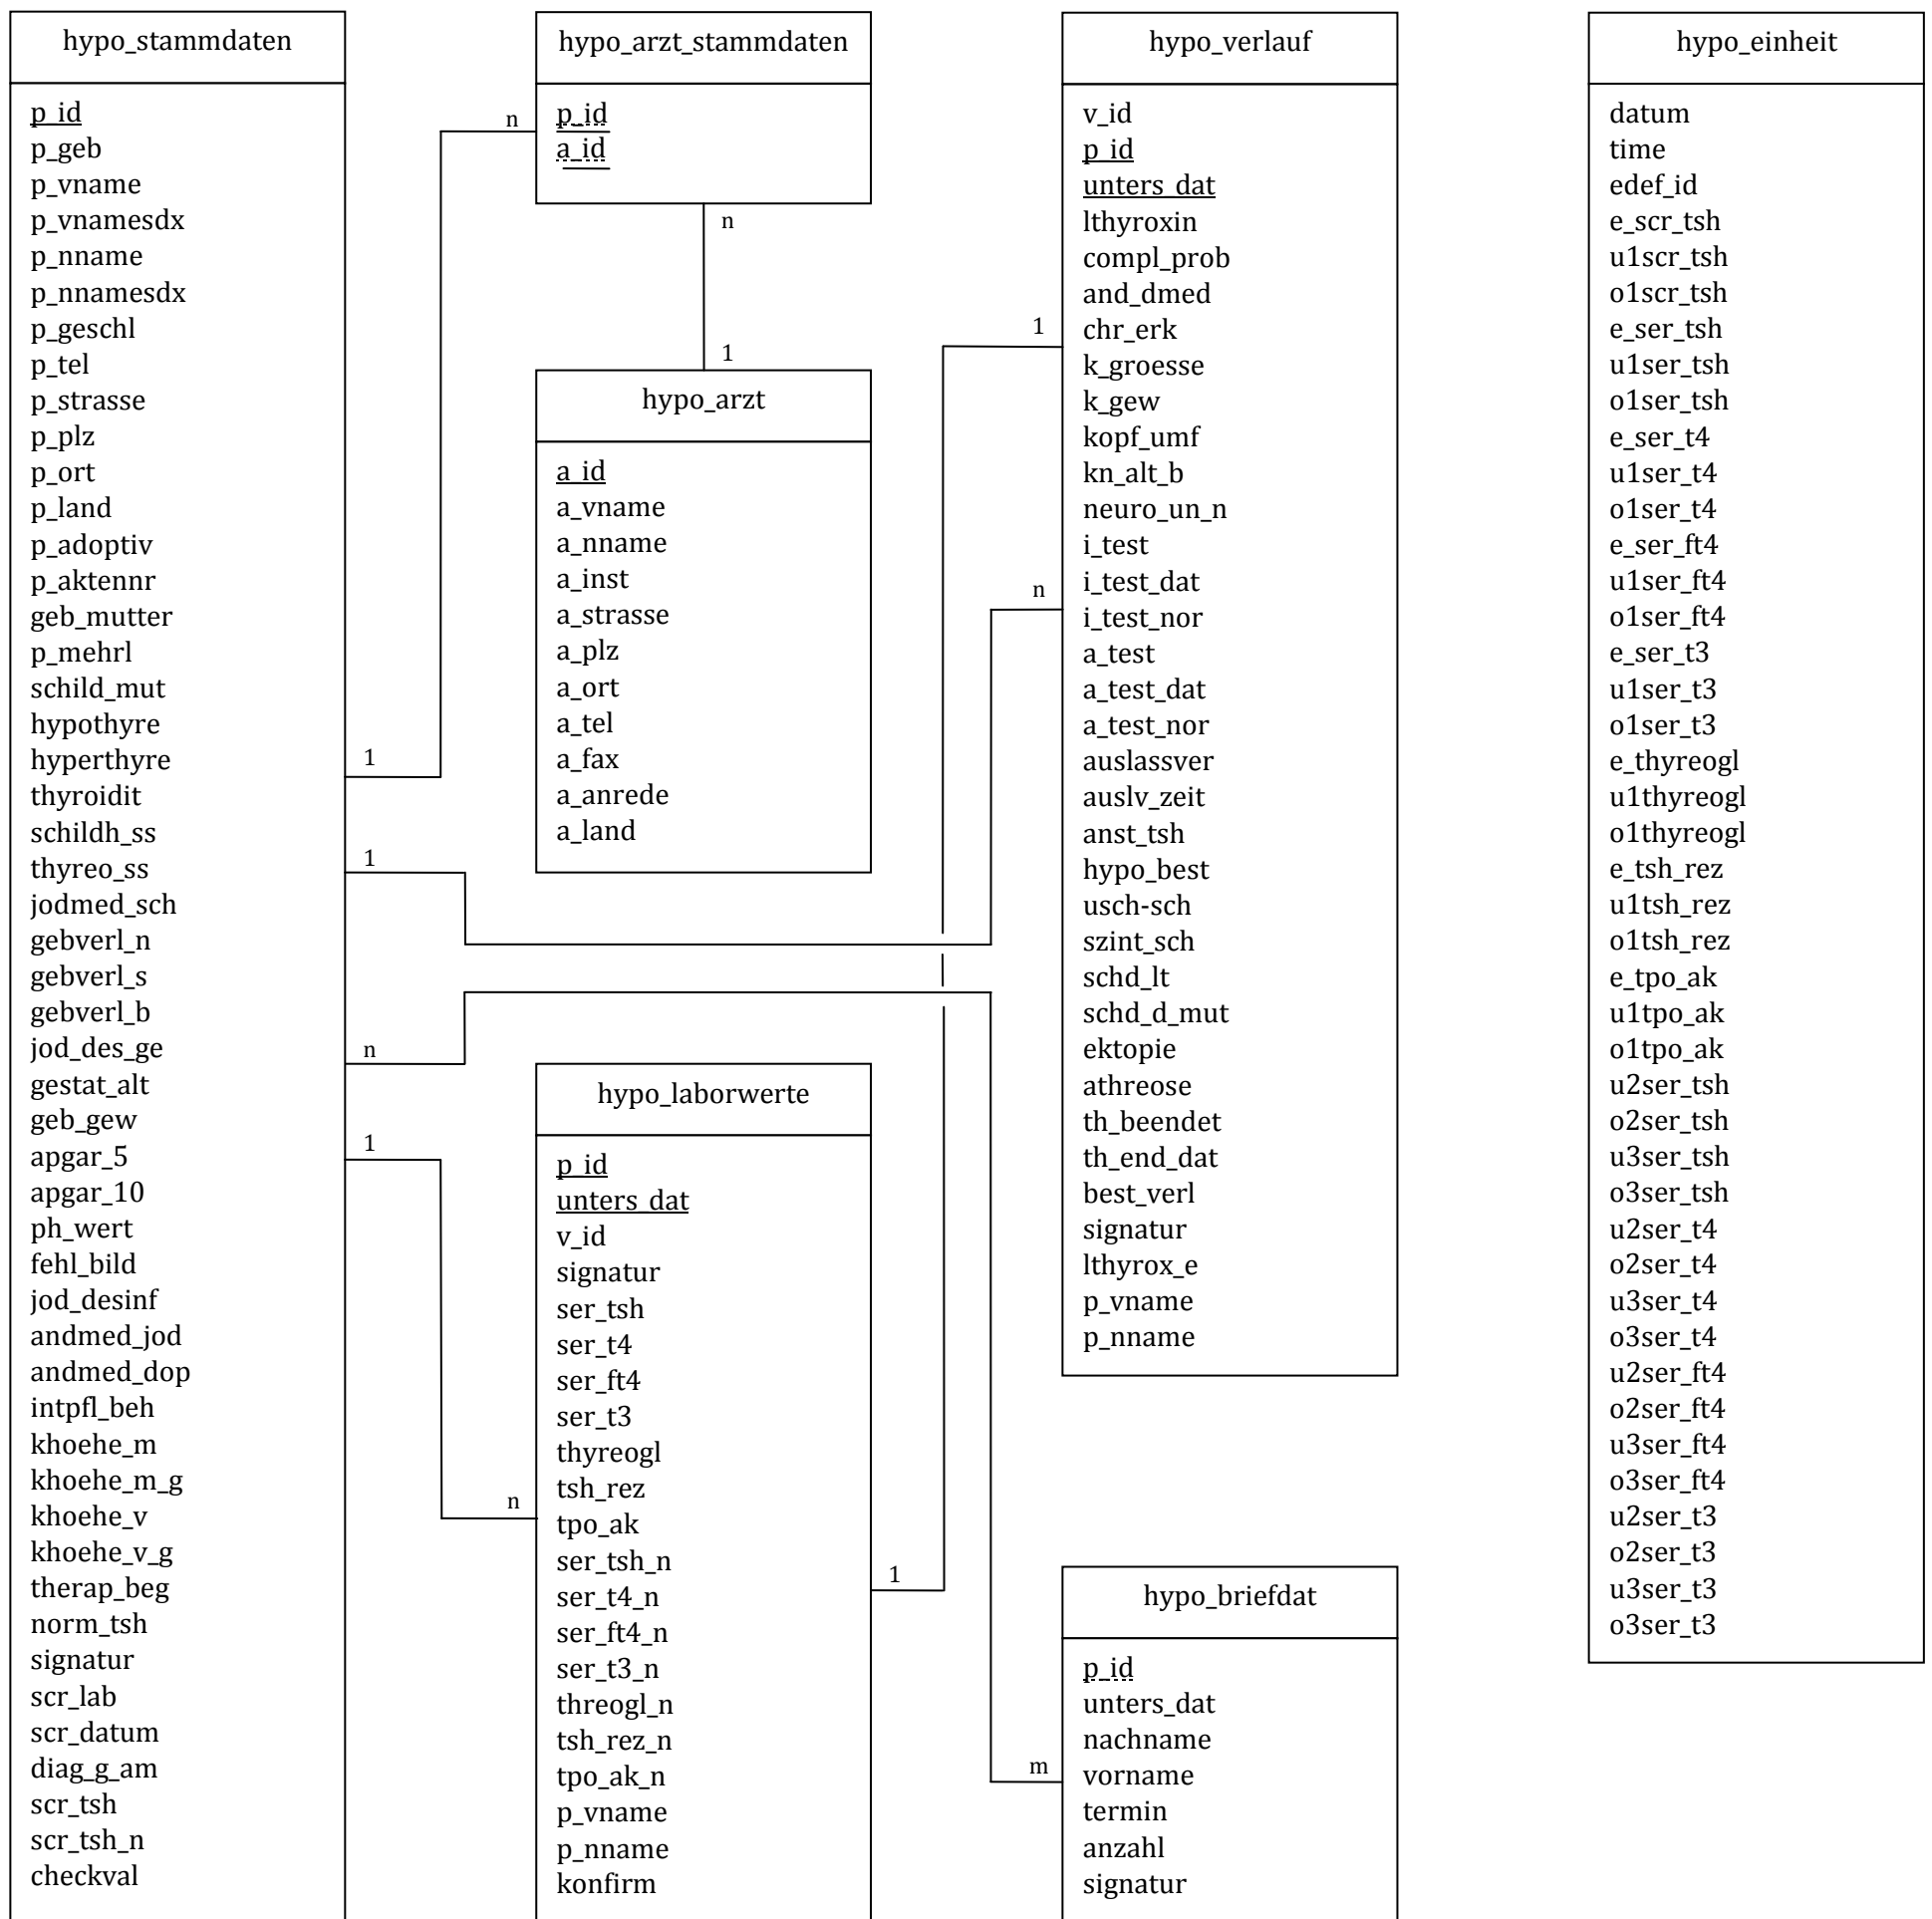 hypo_stammdaten
p_id
p_geb
p_vname
p_vnamesdx
p_nname
p_nnamesdx
p_geschl
p_tel
p_strasse
p_plz
p_ort
p_land
p_adoptiv
p_aktennr
geb_mutter
p_mehrl
schild_mut
hypothyre
hyperthyre
thyroidit
schildh_ss
thyreo_ss
jodmed_sch
gebverl_n
gebverl_s
gebverl_b
jod_des_ge
gestat_alt
geb_gew
apgar_5
apgar_10
ph_wert
fehl_bild
jod_desinf
andmed_jod
andmed_dop
intpfl_beh
khoehe_m
khoehe_m_g
khoehe_v
khoehe_v_g
therap_beg
norm_tsh
signatur
scr_lab
scr_datum
diag_g_am
scr_tsh
scr_tsh_n
checkval
1
1
n
1
hypo_arzt_stammdaten
n
p_id
a_id
n
1
hypo_arzt
a_id
a_vname
a_nname
a_inst
a_strasse
a_plz
a_ort
a_tel
a_fax
a_anrede
a_land
hypo_laborwerte
p_id
unters_dat
v_id
signatur
ser_tsh
ser_t4
ser_ft4
ser_t3
thyreogl
tsh_rez
n
tpo_ak
ser_tsh_n
ser_t4_n
1
ser_ft4_n
ser_t3_n
threogl_n
tsh_rez_n
tpo_ak_n
p_vname
p_nname
konfirm
hypo_verlauf
v_id
p_id
unters_dat
lthyroxin
compl_prob
and_dmed
1
chr_erk
k_groesse
k_gew
kopf_umf
kn_alt_b
neuro_un_n
i_test
i_test_dat
n
i_test_nor
a_test
a_test_dat
a_test_nor
auslassver
auslv_zeit
anst_tsh
hypo_best
usch-sch
szint_sch
schd_lt
schd_d_mut
ektopie
athreose
th_beendet
th_end_dat
best_verl
signatur
lthyrox_e
p_vname
p_nname
hypo_briefdat
p_id
unters_dat
nachname
m
vorname
termin
anzahl
signatur
hypo_einheit
datum
time
edef_id
e_scr_tsh
u1scr_tsh
o1scr_tsh
e_ser_tsh
u1ser_tsh
o1ser_tsh
e_ser_t4
u1ser_t4
o1ser_t4
e_ser_ft4
u1ser_ft4
o1ser_ft4
e_ser_t3
u1ser_t3
o1ser_t3
e_thyreogl
u1thyreogl
o1thyreogl
e_tsh_rez
u1tsh_rez
o1tsh_rez
e_tpo_ak
u1tpo_ak
o1tpo_ak
u2ser_tsh
o2ser_tsh
u3ser_tsh
o3ser_tsh
u2ser_t4
o2ser_t4
u3ser_t4
o3ser_t4
u2ser_ft4
o2ser_ft4
u3ser_ft4
o3ser_ft4
u2ser_t3
o2ser_t3
u3ser_t3
o3ser_t3